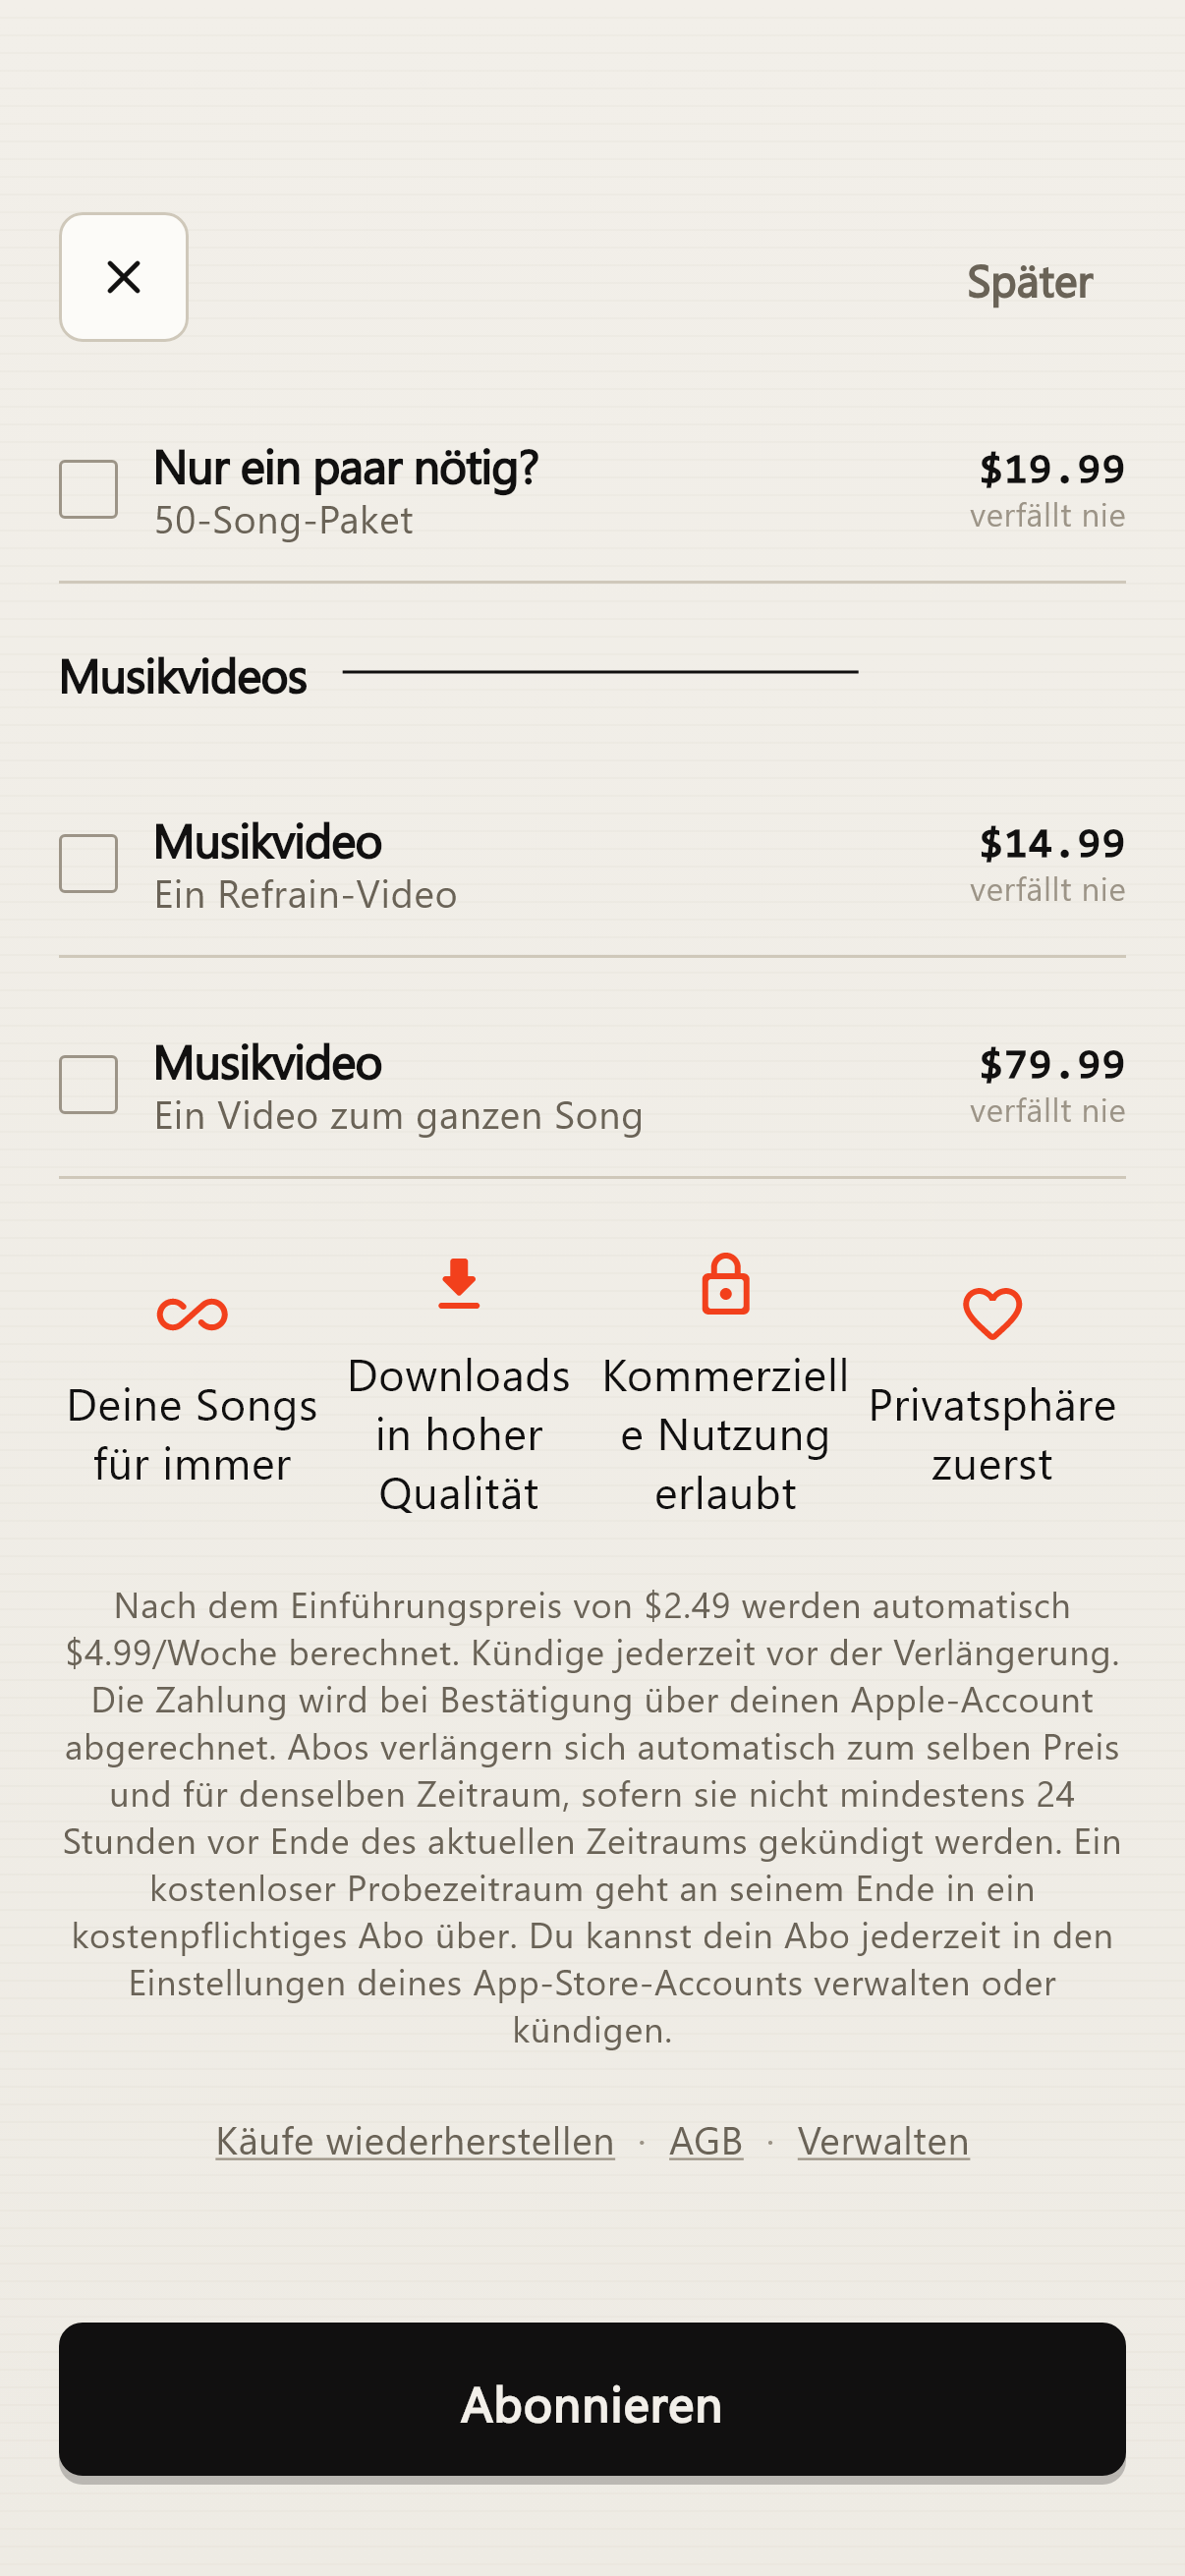 Später
Nur ein paar nötig?
50-Song-Paket
$19.99
verfällt nie
Musikvideos
Musikvideo
Ein Refrain-Video
$14.99
verfällt nie
Musikvideo
Ein Video zum ganzen Song
$79.99
verfällt nie
Deine Songs
für immer
Downloads
in hoher
Qualität
Kommerziell
e Nutzung
erlaubt
Privatsphäre
zuerst
Nach dem Einführungspreis von $2.49 werden automatisch
$4.99/Woche berechnet. Kündige jederzeit vor der Verlängerung.
Die Zahlung wird bei Bestätigung über deinen Apple-Account
abgerechnet. Abos verlängern sich automatisch zum selben Preis
und für denselben Zeitraum, sofern sie nicht mindestens 24
Stunden vor Ende des aktuellen Zeitraums gekündigt werden. Ein
kostenloser Probezeitraum geht an seinem Ende in ein
kostenpflichtiges Abo über. Du kannst dein Abo jederzeit in den
Einstellungen deines App-Store-Accounts verwalten oder
kündigen.
Käufe wiederherstellen · AGB · Verwalten
Abonnieren